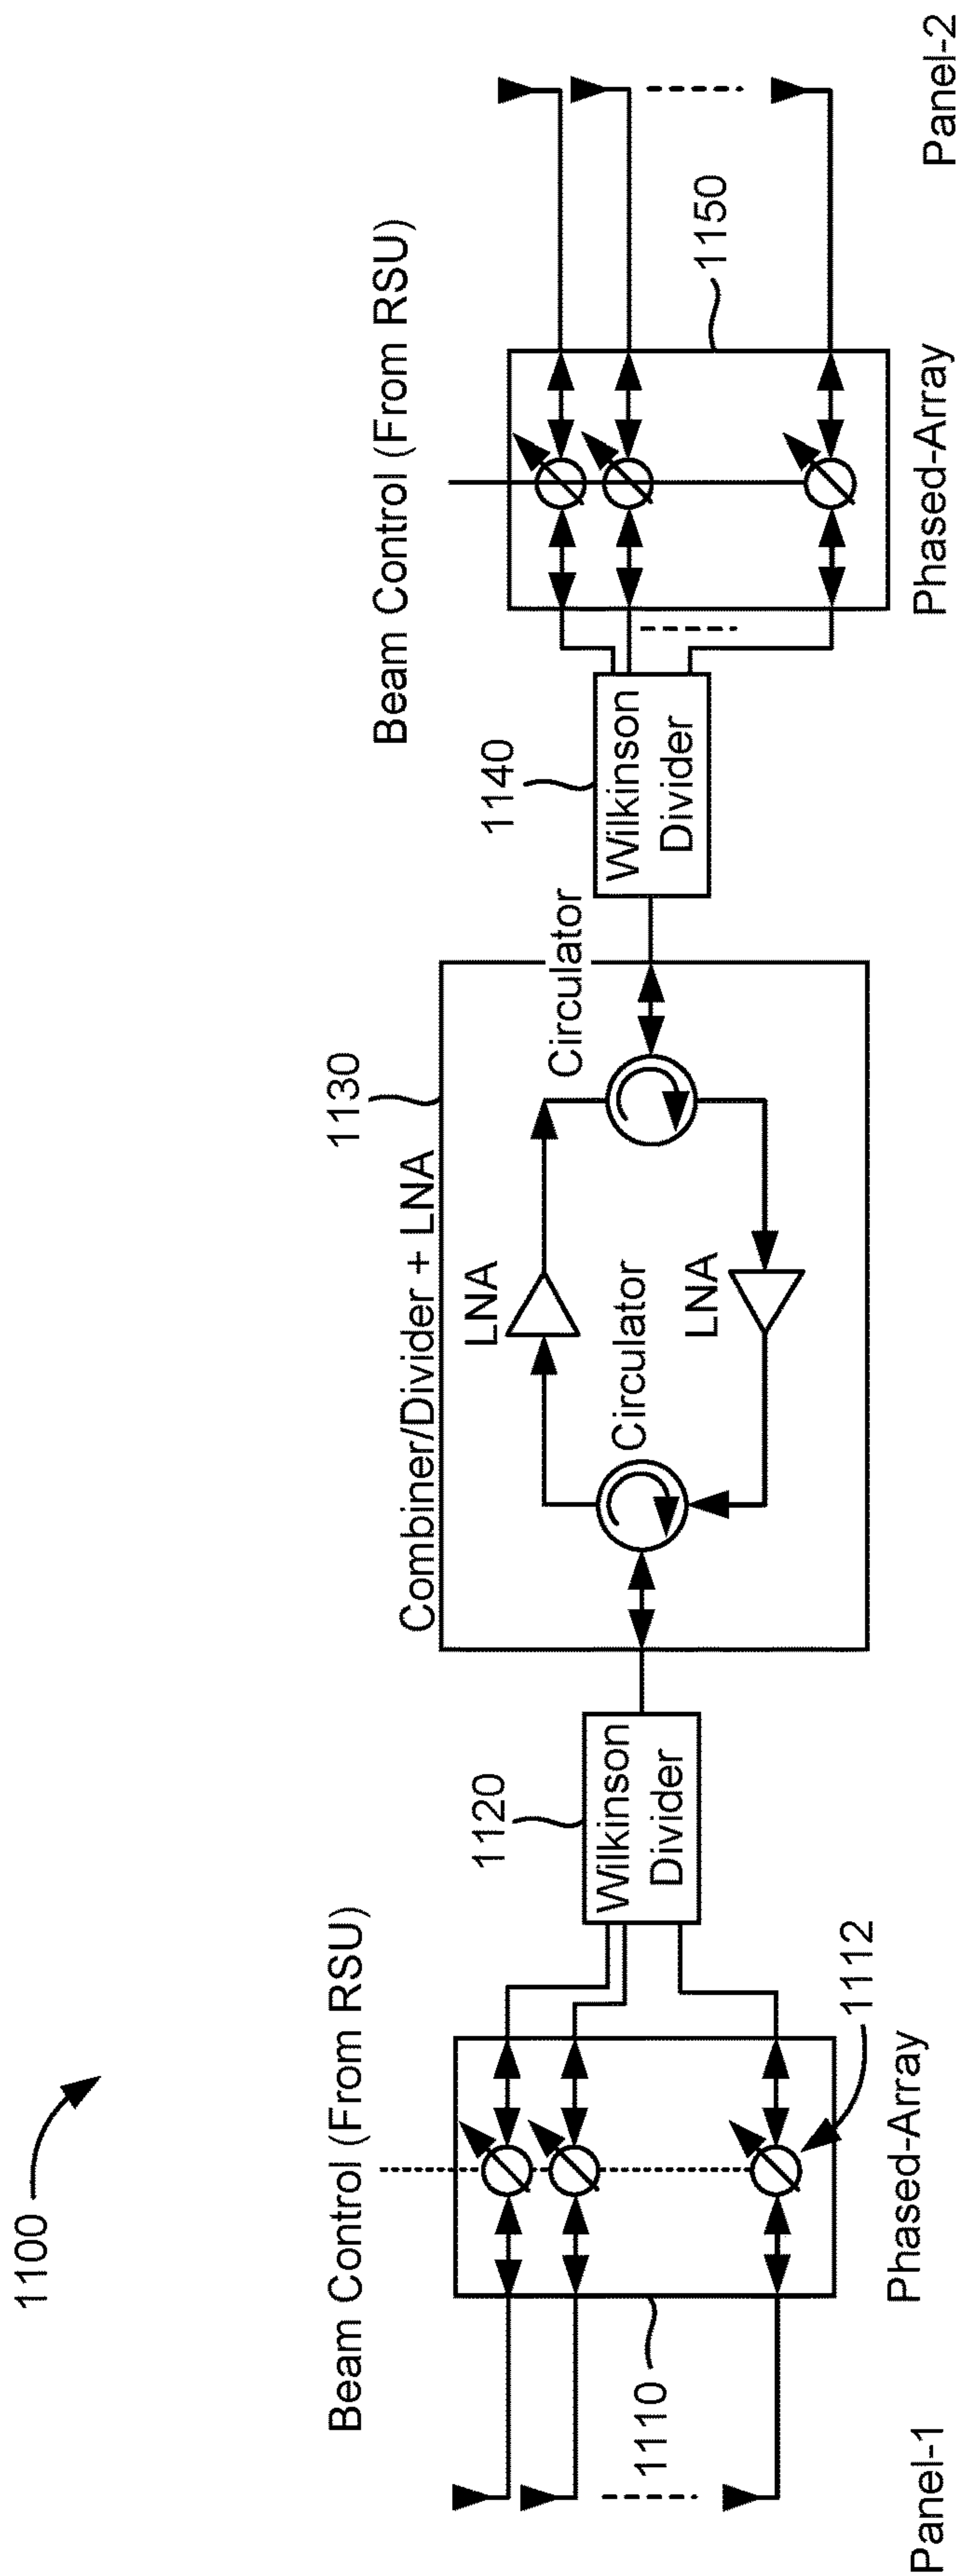 1100
Beam Control (From RSU)
1110
1112
Phased-Array
Panel-1
1120
Wilkinson
Divider
Combiner/Divider + LNA
1130
LNA
Circulator
LNA
Circulator
1140
Wilkinson
Divider
Beam Control (From RSU)
1150
Phased-Array
Panel-2